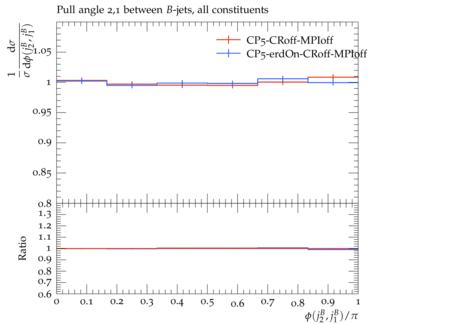 Pull angle 2,1 between B-jets, all constituents
CP5-CRoff-MPIoff
CP5-erdOn-CRoff-MPIoff
1/σ dσ/dϕ(j₂ᴮ, j₁ᴮ)
1.05
1
0.95
0.9
0.85
0.8
Ratio
1.3
1.2
1.1
1
0.9
0.8
0.7
0.6
0 0.1 0.2 0.3 0.4 0.5 0.6 0.7 0.8 0.9 1
ϕ(j₂ᴮ, j₁ᴮ)/π